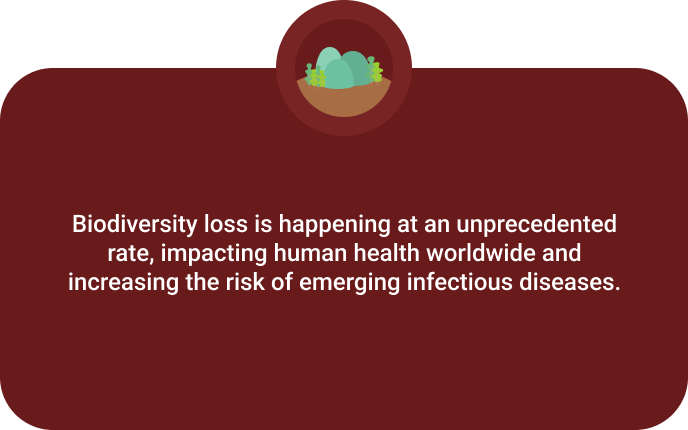 Biodiversity loss is happening at an unprecedented
rate, impacting human health worldwide and
increasing the risk of emerging infectious diseases.